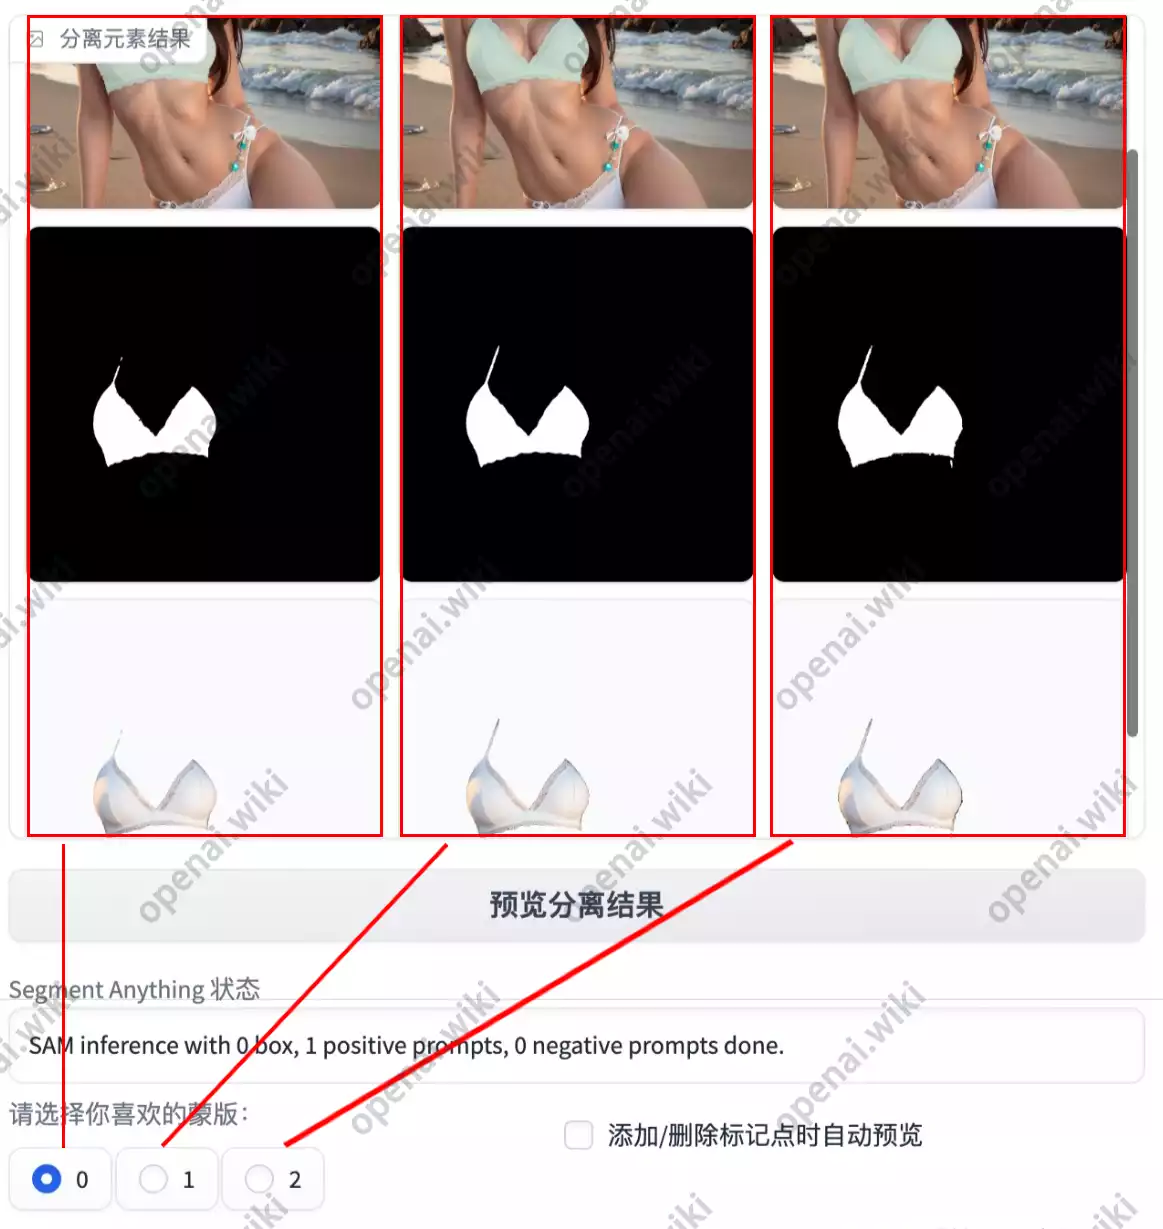 分离元素结果
预览分离结果
Segment Anything 状态
SAM inference with 0 box, 1 positive prompts, 0 negative prompts done.
请选择你喜欢的蒙版：
添加/删除标记点时自动预览
0
1
2
openai.wiki